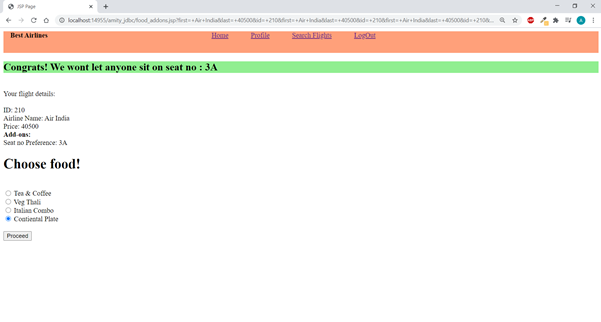 JSP Page
localhost:14955/amity_jdbc/food_addons.jsp?first=+Air+India&last=+40500&id=+210&first=+Air+India&last=+40500&id=+210&first=+Air+India&last=+40500&id=+210&...
Best Airlines Home Profile Search Flights LogOut
Congrats! We wont let anyone sit on seat no : 3A
Your flight details:
ID: 210
Airline Name: Air India
Price: 40500
Add-ons:
Seat no Preference: 3A
Choose food!
Tea & Coffee
Veg Thali
Italian Combo
Contiental Plate
Proceed